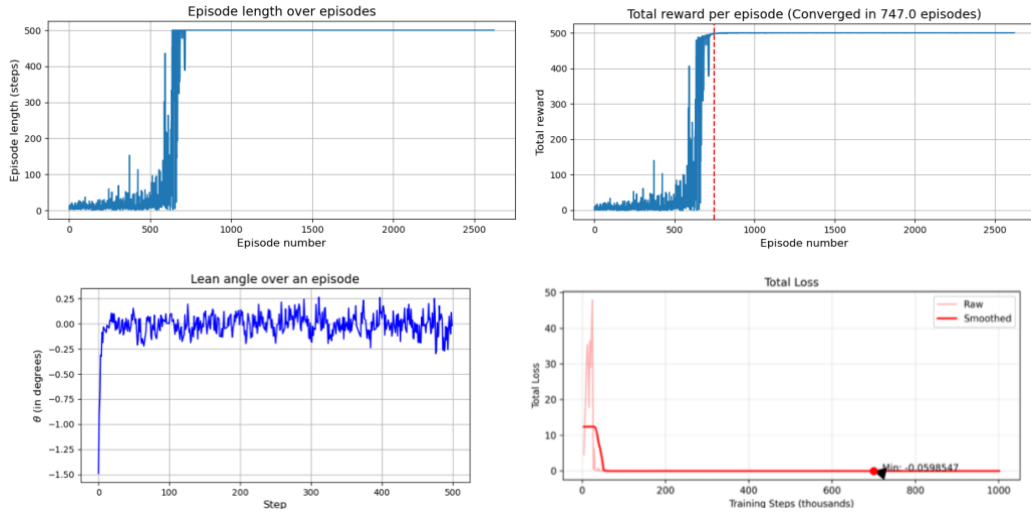 Episode length over episodes
Episode length (steps)
500
400
300
200
100
0
0 500 1000 1500 2000 2500
Episode number
Total reward per episode (Converged in 747.0 episodes)
Total reward
500
400
300
200
100
0
0 500 1000 1500 2000 2500
Episode number
Lean angle over an episode
θ (in degrees)
0.25
0.00
−0.25
−0.50
−0.75
−1.00
−1.25
−1.50
0 100 200 300 400 500
Step
Total Loss
Total Loss
50
40
30
20
10
0
Raw
Smoothed
Min: -0.0598547
0 200 400 600 800 1000
Training Steps (thousands)